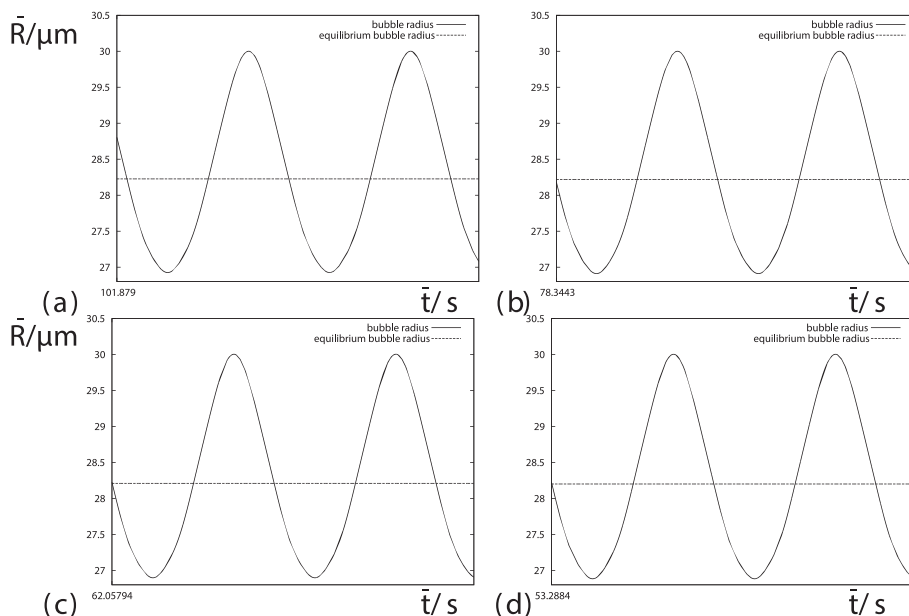 R̄/μm
30.5
30
29.5
29
28.5
28
27.5
27
bubble radius
equilibrium bubble radius
101.879
(a)
t̄/ s
30.5
30
29.5
29
28.5
28
27.5
27
bubble radius
equilibrium bubble radius
78.3443
(b)
t̄/ s
R̄/μm
30.5
30
29.5
29
28.5
28
27.5
27
bubble radius
equilibrium bubble radius
62.05794
(c)
t̄/ s
30.5
30
29.5
29
28.5
28
27.5
27
bubble radius
equilibrium bubble radius
53.2884
(d)
t̄/ s